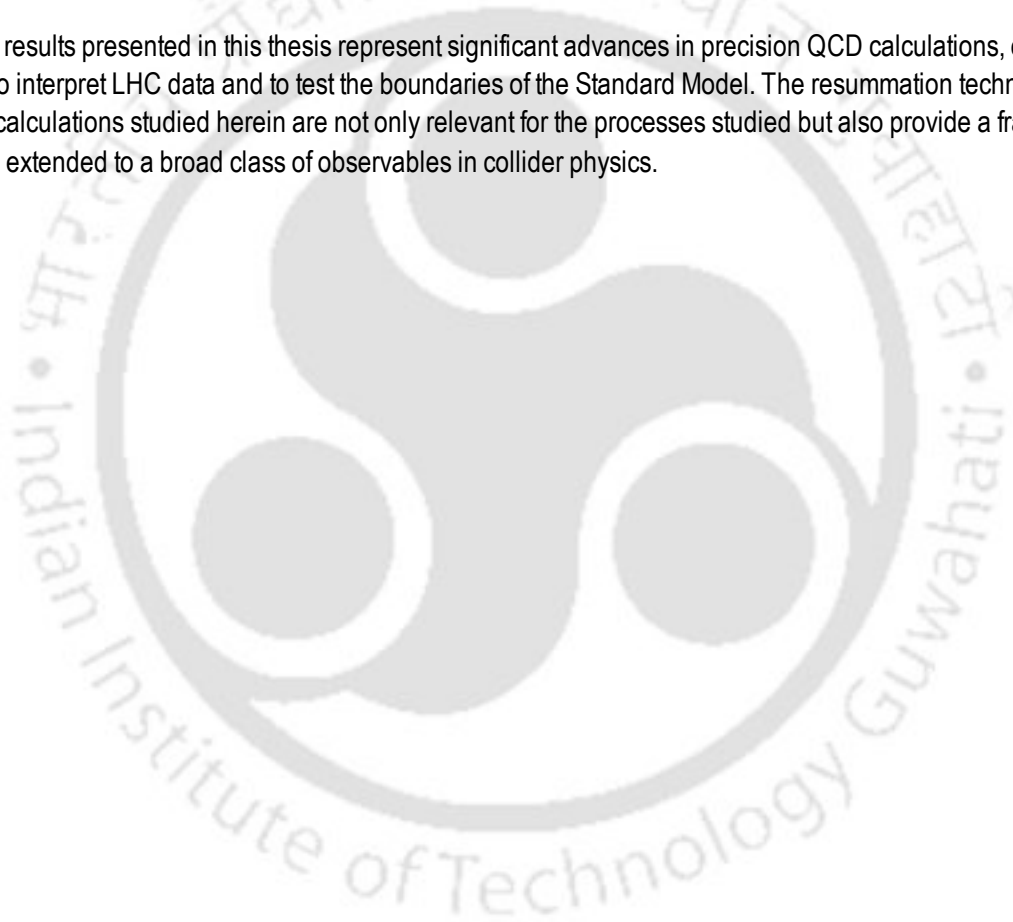 results presented in this thesis represent significant advances in precision QCD calculations,
o interpret LHC data and to test the boundaries of the Standard Model. The resummation techn
calculations studied herein are not only relevant for the processes studied but also provide a fra
extended to a broad class of observables in collider physics.
• Indian Institute of Technology Guwahati •